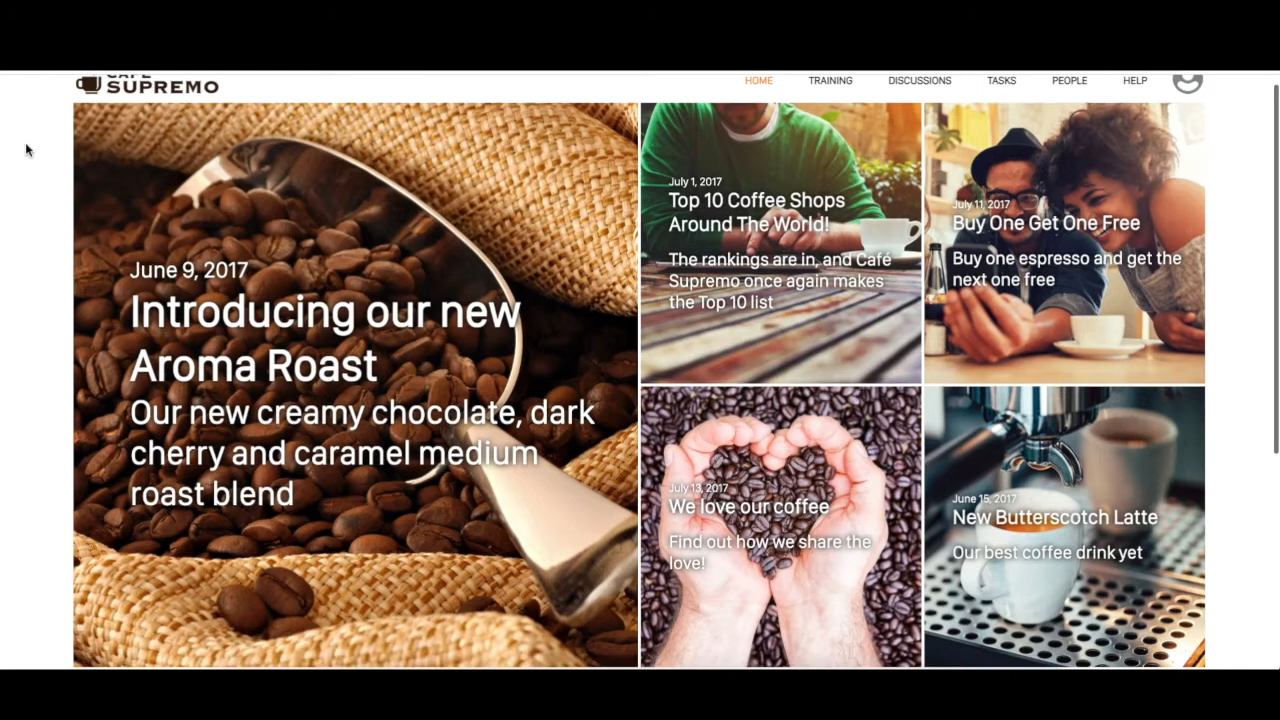 CAFE
SUPREMO
HOME TRAINING DISCUSSIONS TASKS PEOPLE HELP
June 9, 2017
Introducing our new
Aroma Roast
Our new creamy chocolate, dark
cherry and caramel medium
roast blend
July 1, 2017
Top 10 Coffee Shops
Around The World!
The rankings are in, and Café
Supremo once again makes
the Top 10 list
July 11, 2017
Buy One Get One Free
Buy one espresso and get the
next one free
July 13, 2017
We love our coffee
Find out how we share the
love!
June 15, 2017
New Butterscotch Latte
Our best coffee drink yet